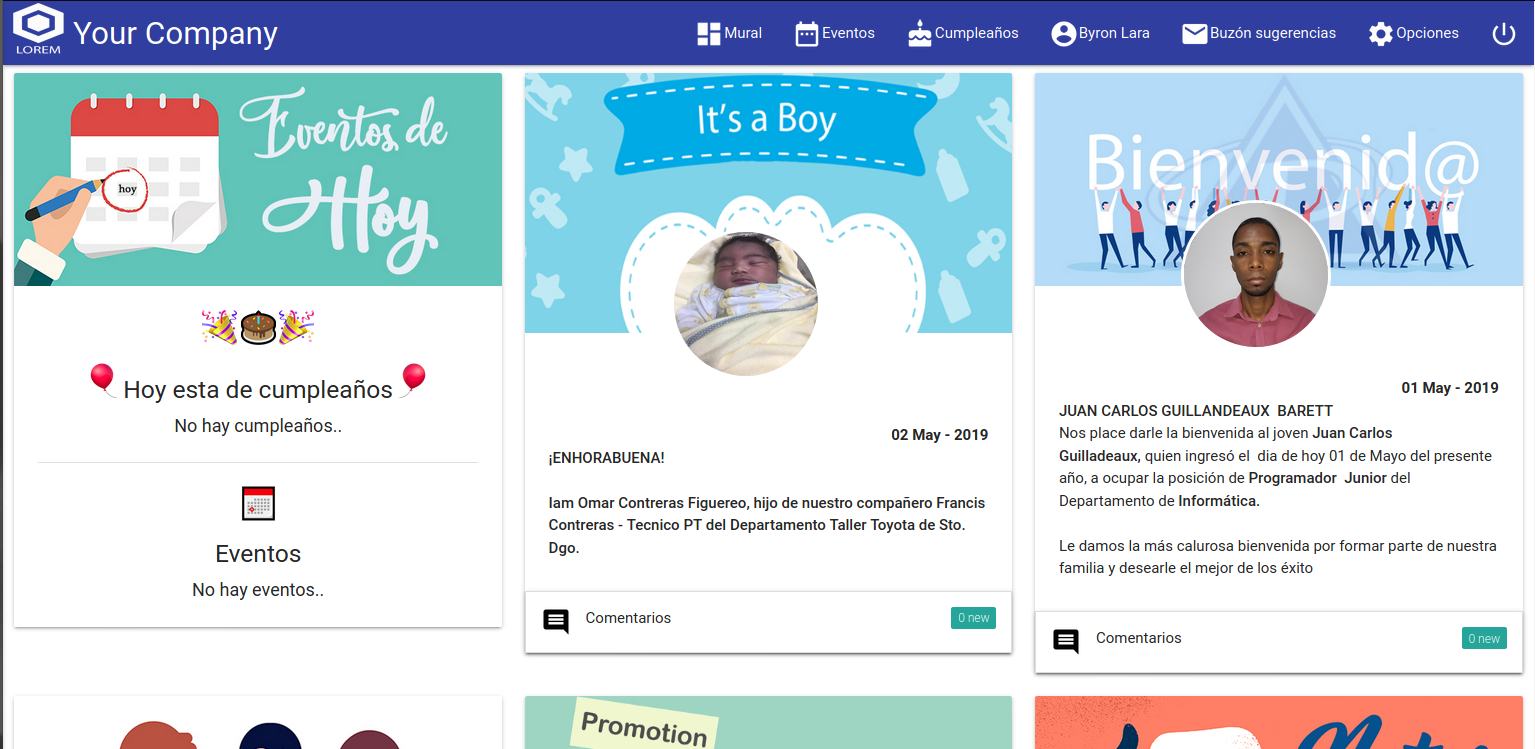 LOREM
Your Company
Mural
Eventos
Cumpleaños
Byron Lara
Buzón sugerencias
Opciones
Eventos de
Hoy
hoy
Hoy esta de cumpleaños
No hay cumpleaños..
Eventos
No hay eventos..
It's a Boy
02 May - 2019
¡ENHORABUENA!
Iam Omar Contreras Figuereo, hijo de nuestro compañero Francis
Contreras - Tecnico PT del Departamento Taller Toyota de Sto.
Dgo.
Comentarios
0 new
Bienvenid@
01 May - 2019
JUAN CARLOS GUILLANDEAUX BARETT
Nos place darle la bienvenida al joven Juan Carlos
Guilladeaux, quien ingresó el dia de hoy 01 de Mayo del presente
año, a ocupar la posición de Programador Junior del
Departamento de Informática.
Le damos la más calurosa bienvenida por formar parte de nuestra
familia y desearle el mejor de los éxito
Comentarios
0 new
Promotion